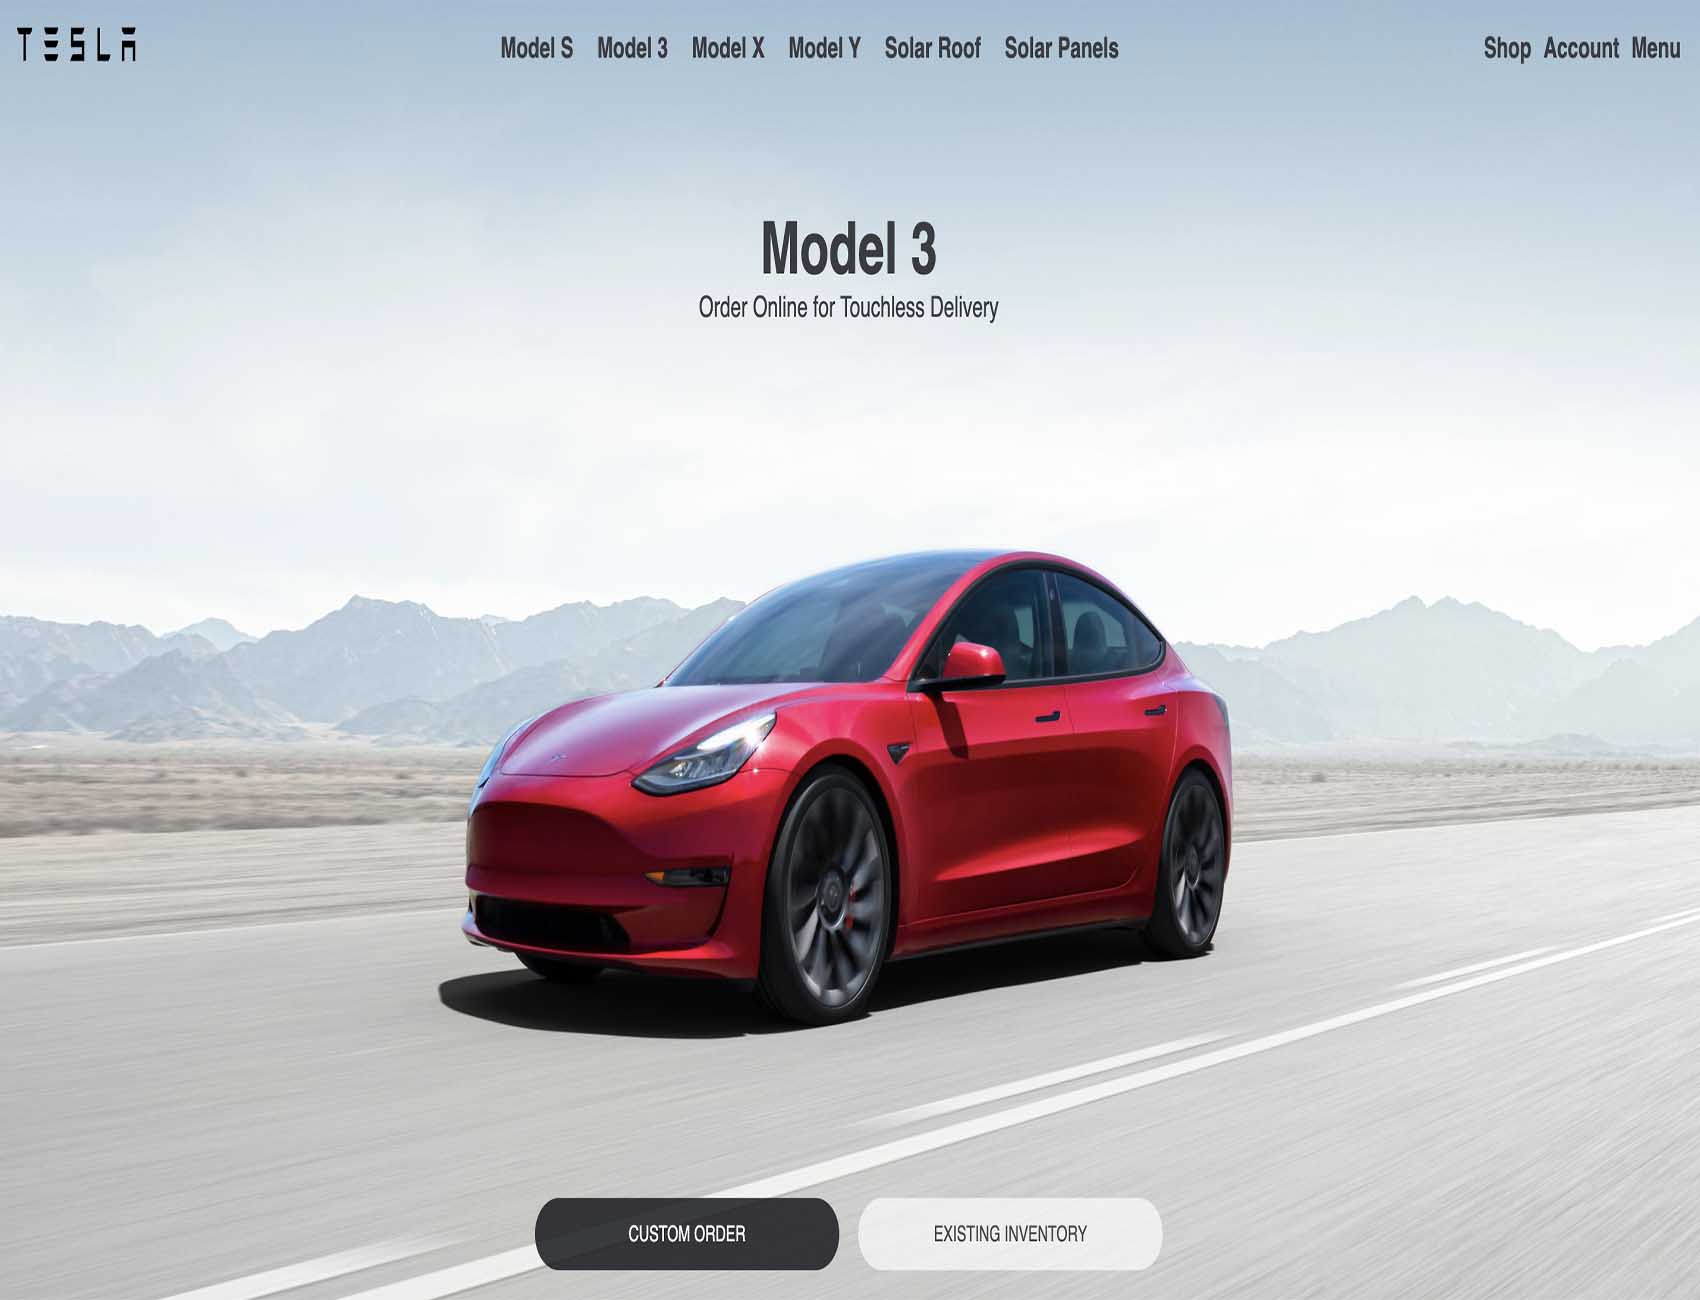 TESLA
Model S Model 3 Model X Model Y Solar Roof Solar Panels
Shop Account Menu
Model 3
Order Online for Touchless Delivery
CUSTOM ORDER
EXISTING INVENTORY